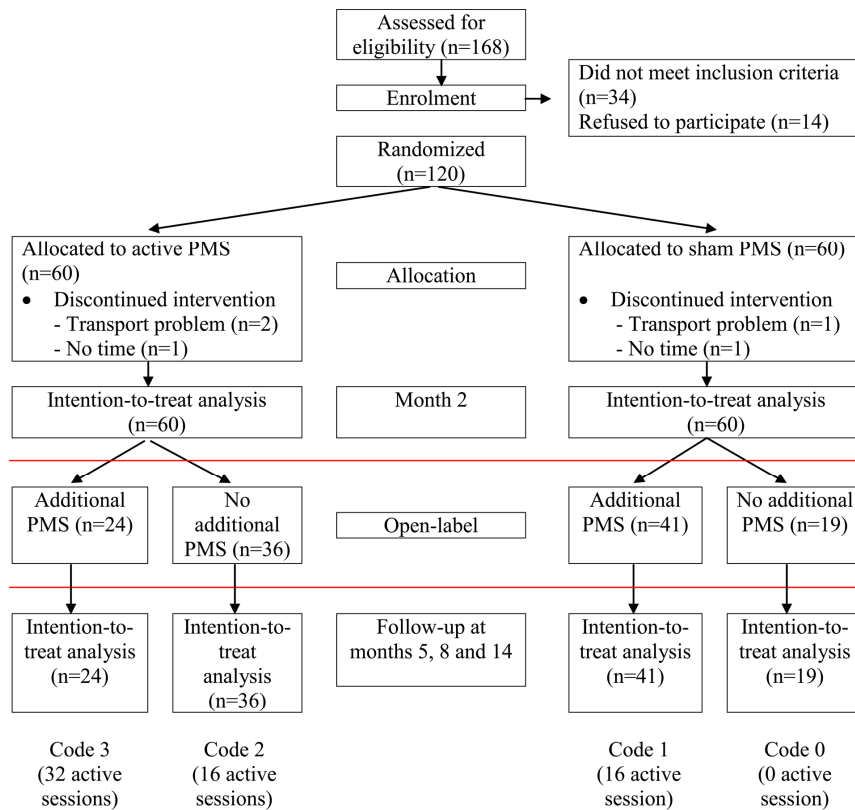 Assessed for
eligibility (n=168)
Enrolment
Did not meet inclusion criteria
(n=34)
Refused to participate (n=14)
Randomized
(n=120)
Allocated to active PMS
(n=60)
• Discontinued intervention
- Transport problem (n=2)
- No time (n=1)
Allocation
Allocated to sham PMS (n=60)
• Discontinued intervention
- Transport problem (n=1)
- No time (n=1)
Intention-to-treat analysis
(n=60)
Month 2
Intention-to-treat analysis
(n=60)
Additional
PMS (n=24)
No
additional
PMS (n=36)
Open-label
Additional
PMS (n=41)
No additional
PMS (n=19)
Intention-to-
treat analysis
(n=24)
Intention-to-
treat
analysis
(n=36)
Follow-up at
months 5, 8 and 14
Intention-to-
treat analysis
(n=41)
Intention-to-
treat analysis
(n=19)
Code 3
(32 active
sessions)
Code 2
(16 active
sessions)
Code 1
(16 active
session)
Code 0
(0 active
session)